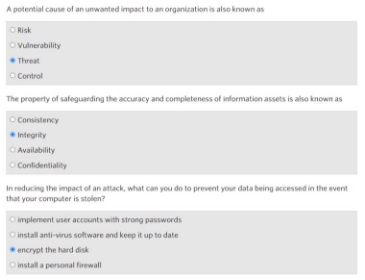 A potential cause of an unwanted impact to an organization is also known as
Risk
Vulnerability
Threat
Control
The property of safeguarding the accuracy and completeness of information assets is also known as
Consistency
Integrity
Availability
Confidentiality
In reducing the impact of an attack, what can you do to prevent your data being accessed in the event
that your computer is stolen?
implement user accounts with strong passwords
install anti-virus software and keep it up to date
encrypt the hard disk
install a personal firewall